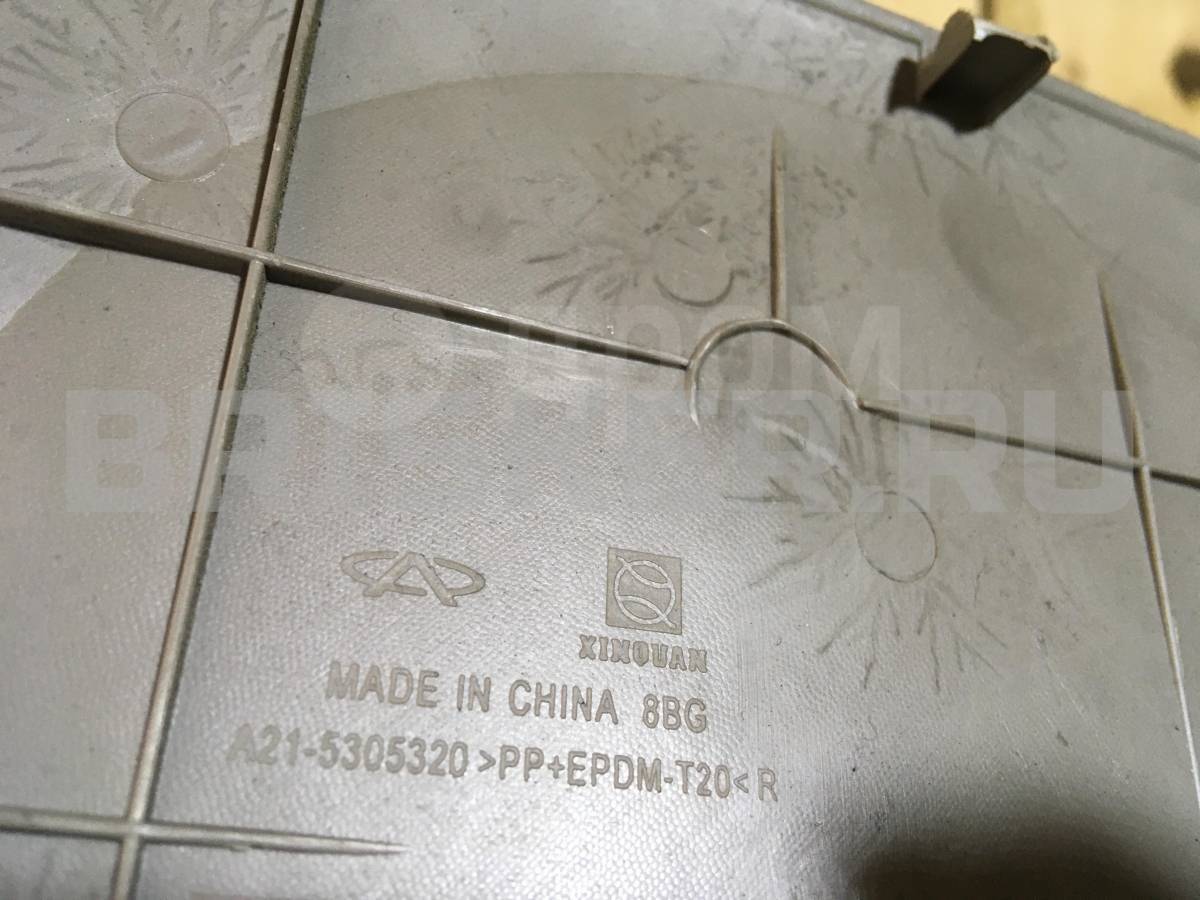 XINQUAN
MADE IN CHINA 8BG
A21-5305320 >PP+EPDM-T20< R